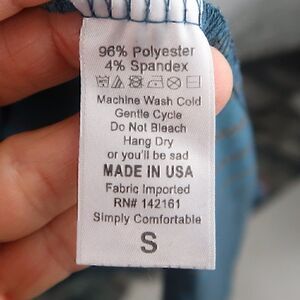 96% Polyester
4% Spandex
Machine Wash Cold
Gentle Cycle
Do Not Bleach
Hang Dry
or you'll be sad
MADE IN USA
Fabric Imported
RN# 142161
Simply Comfortable
S